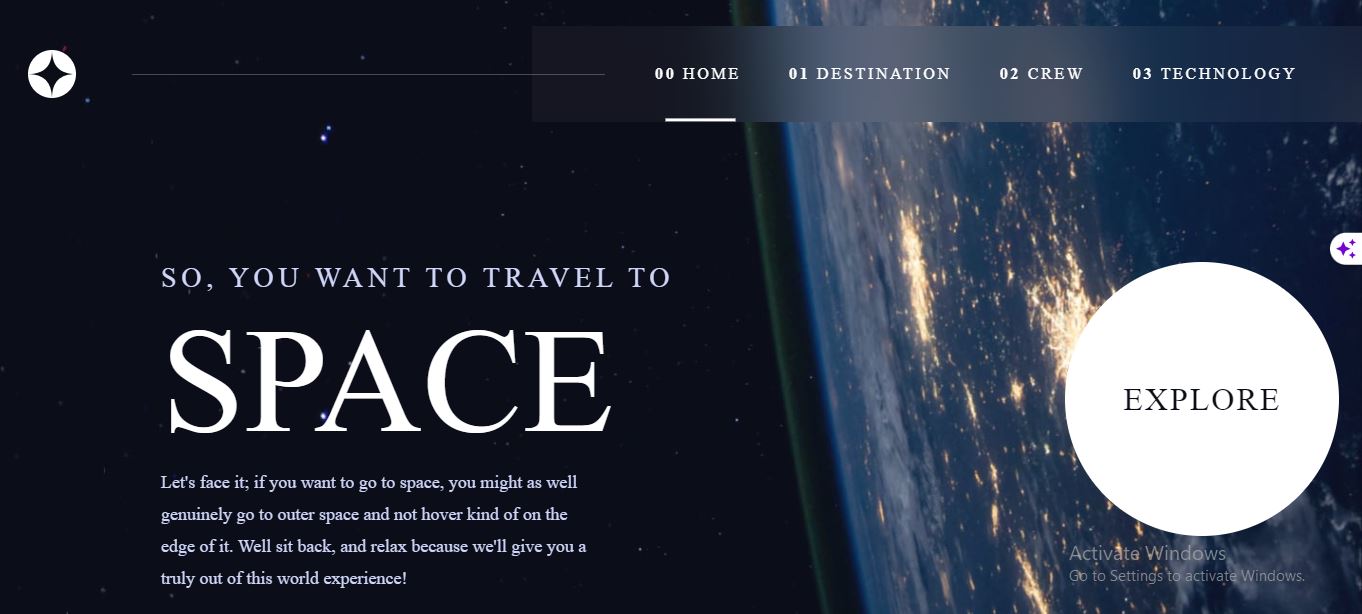 00 HOME 01 DESTINATION 02 CREW 03 TECHNOLOGY
SO, YOU WANT TO TRAVEL TO
SPACE
Let's face it; if you want to go to space, you might as well
genuinely go to outer space and not hover kind of on the
edge of it. Well sit back, and relax because we'll give you a
truly out of this world experience!
EXPLORE
Activate Windows
Go to Settings to activate Windows.